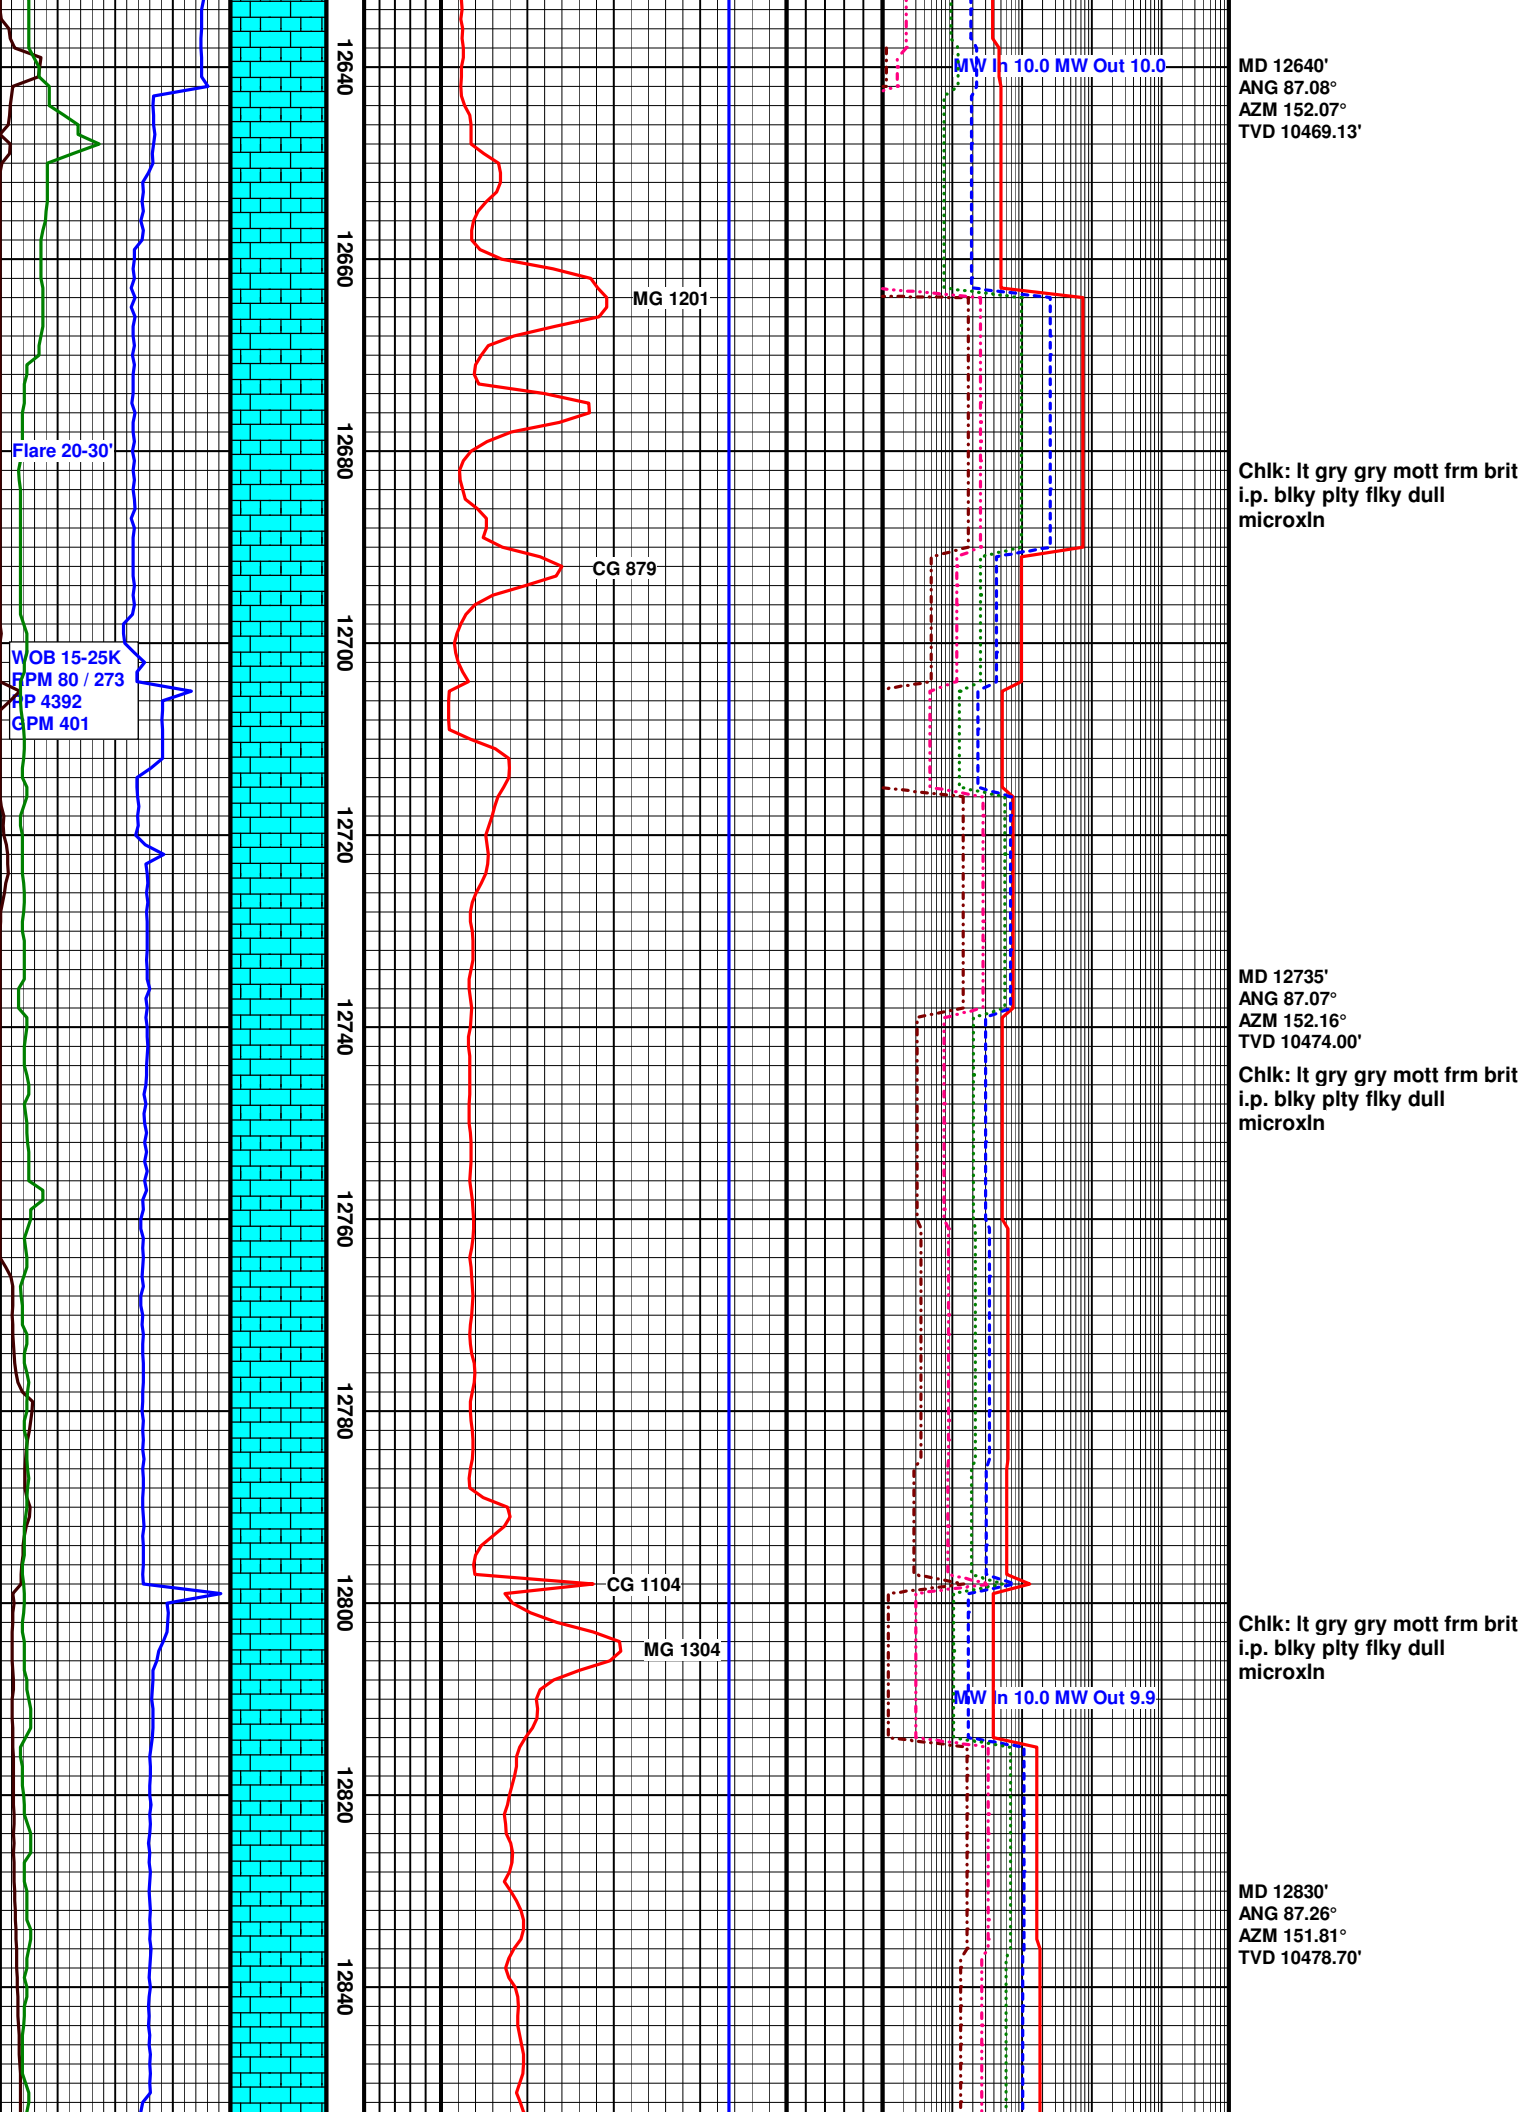 12640
MW In 10.0 MW Out 10.0
MD 12640'
ANG 87.08°
AZM 152.07°
TVD 10469.13'
12660
MG 1201
Flare 20-30'
12680
Chlk: lt gry gry mott frm brit
i.p. blky plty flky dull
microxln
CG 879
12700
WOB 15-25K
RPM 80 / 273
PP 4392
GPM 401
12720
MD 12735'
ANG 87.07°
AZM 152.16°
TVD 10474.00'
12740
Chlk: lt gry gry mott frm brit
i.p. blky plty flky dull
microxln
12760
12780
CG 1104
12800
MG 1304
Chlk: lt gry gry mott frm brit
i.p. blky plty flky dull
microxln
MW In 10.0 MW Out 9.9
12820
MD 12830'
ANG 87.26°
AZM 151.81°
TVD 10478.70'
12840